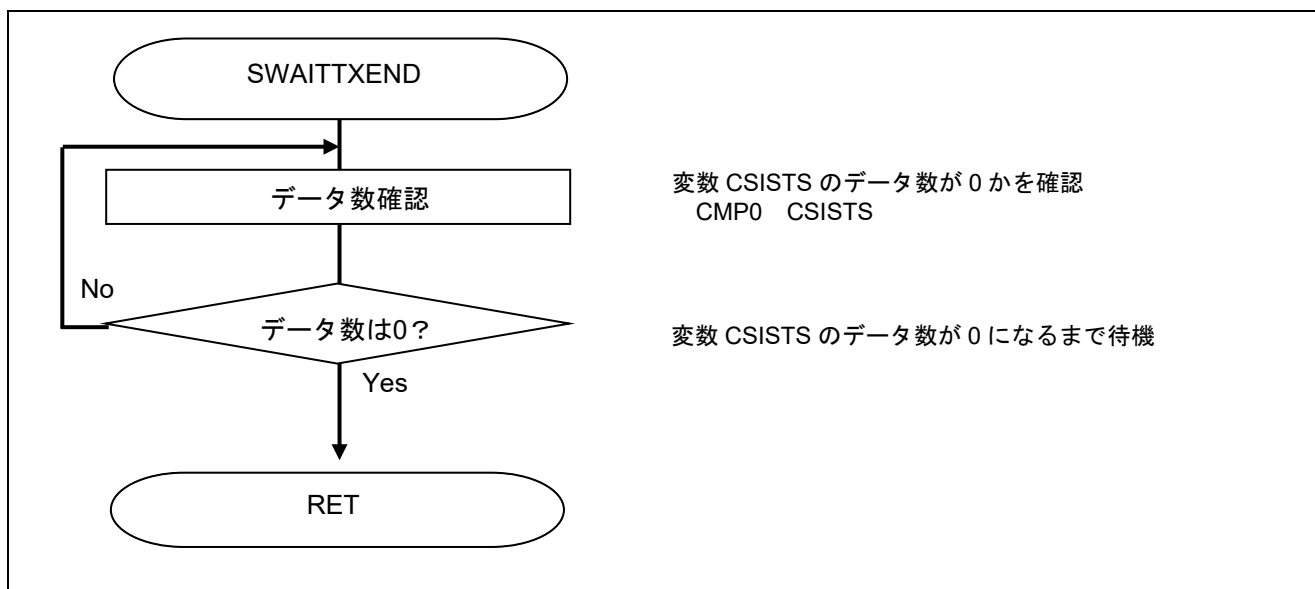 SWAITTXEND
データ数確認
変数 CSISTS のデータ数が 0 かを確認
CMP0 CSISTS
No
データ数は0？
変数 CSISTS のデータ数が 0 になるまで待機
Yes
RET